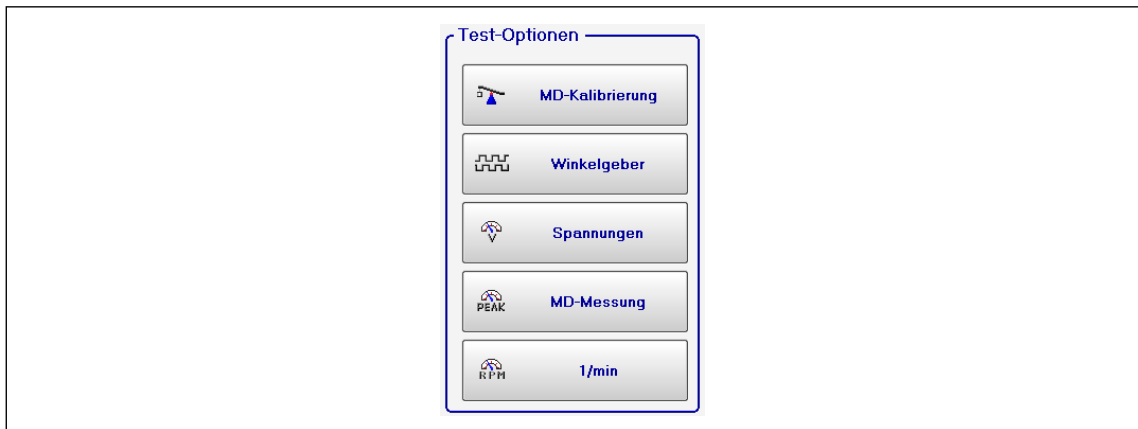 Test-Optionen
MD-Kalibrierung
Winkelgeber
V
Spannungen
PEAK
MD-Messung
RPM
1/min